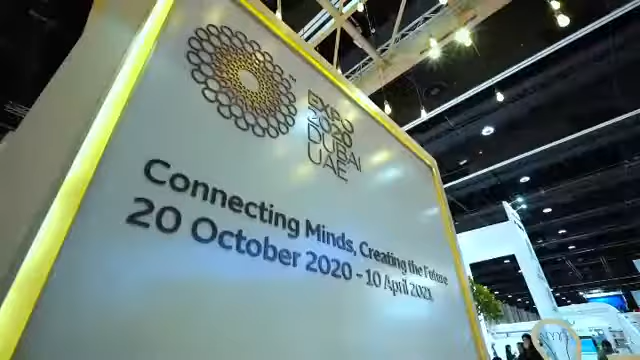 EXPO
2020
DUBAI
UAE
Connecting Minds, Creating the Future
20 October 2020 - 10 April 2021